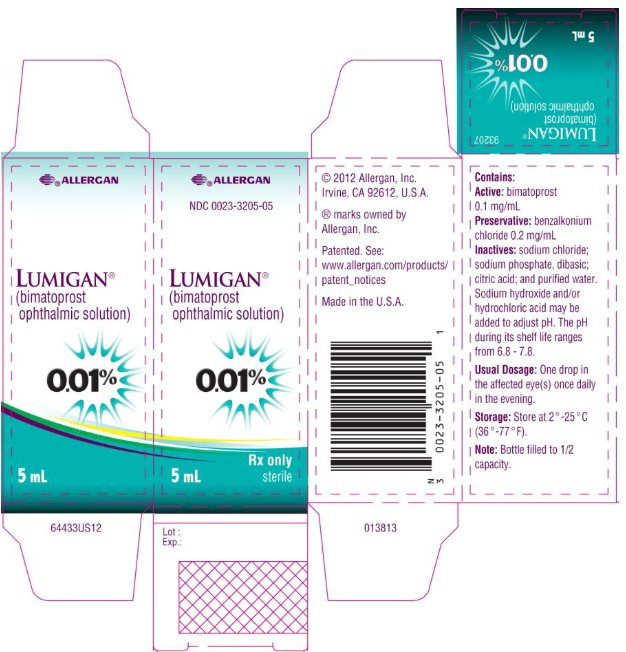 5 mL
0.01%
LUMIGAN®
(bimatoprost
ophthalmic solution)
93207
ALLERGAN
LUMIGAN®
(bimatoprost
ophthalmic solution)
0.01%
5 mL
64433US12
ALLERGAN
NDC 0023-3205-05
LUMIGAN®
(bimatoprost
ophthalmic solution)
0.01%
Rx only
5 mL
sterile
Lot :
Exp.:
© 2012 Allergan, Inc.
Irvine, CA 92612, U.S.A.
® marks owned by
Allergan, Inc.
Patented. See:
www.allergan.com/products/
patent_notices
Made in the U.S.A.
N
3 0023-3205-05 1
013813
Contains:
Active: bimatoprost
0.1 mg/mL
Preservative: benzalkonium
chloride 0.2 mg/mL
Inactives: sodium chloride;
sodium phosphate, dibasic;
citric acid; and purified water.
Sodium hydroxide and/or
hydrochloric acid may be
added to adjust pH. The pH
during its shelf life ranges
from 6.8 - 7.8.
Usual Dosage: One drop in
the affected eye(s) once daily
in the evening.
Storage: Store at 2°-25°C
(36°-77°F).
Note: Bottle filled to 1/2
capacity.